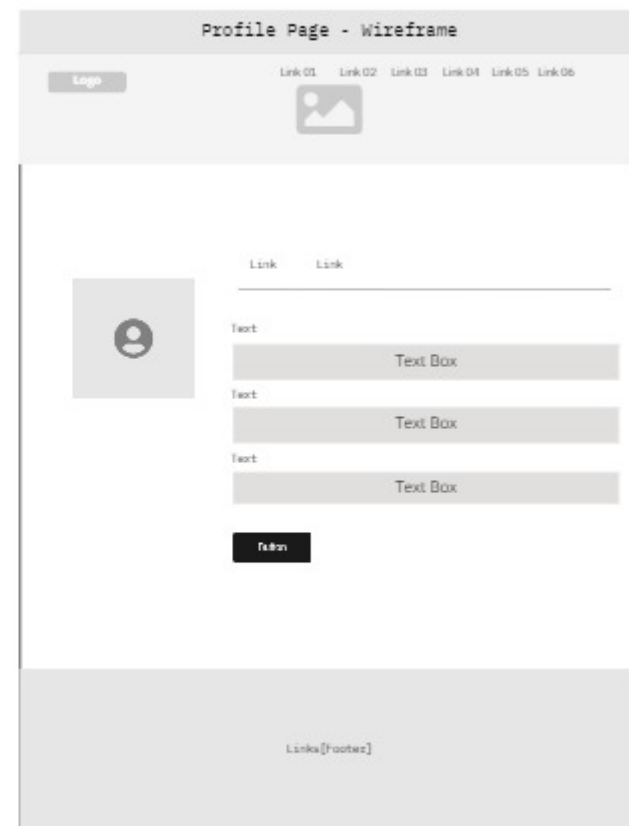 Profile Page - Wireframe
Logo
Link 01 Link 02 Link 03 Link 04 Link 05 Link 06
Link Link
Text
Text Box
Text
Text Box
Text
Text Box
Button
Links[Footer]